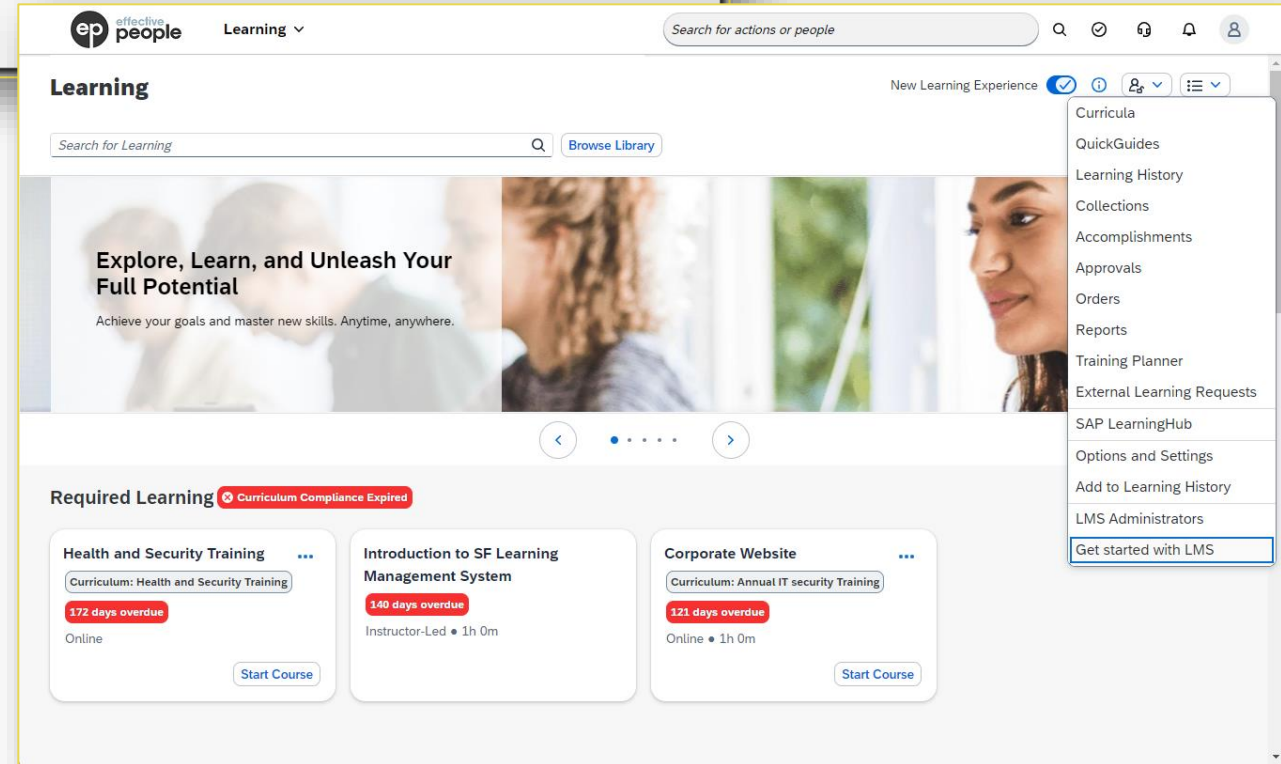 ep effective people
Learning
Search for actions or people
Learning
New Learning Experience
Search for Learning
Browse Library
Curricula
QuickGuides
Learning History
Collections
Accomplishments
Approvals
Orders
Reports
Training Planner
External Learning Requests
SAP LearningHub
Options and Settings
Add to Learning History
LMS Administrators
Get started with LMS
Explore, Learn, and Unleash Your
Full Potential
Achieve your goals and master new skills. Anytime, anywhere.
Required Learning
Curriculum Compliance Expired
Health and Security Training
Curriculum: Health and Security Training
172 days overdue
Online
Start Course
Introduction to SF Learning
Management System
140 days overdue
Instructor-Led • 1h 0m
Corporate Website
Curriculum: Annual IT security Training
121 days overdue
Online • 1h 0m
Start Course